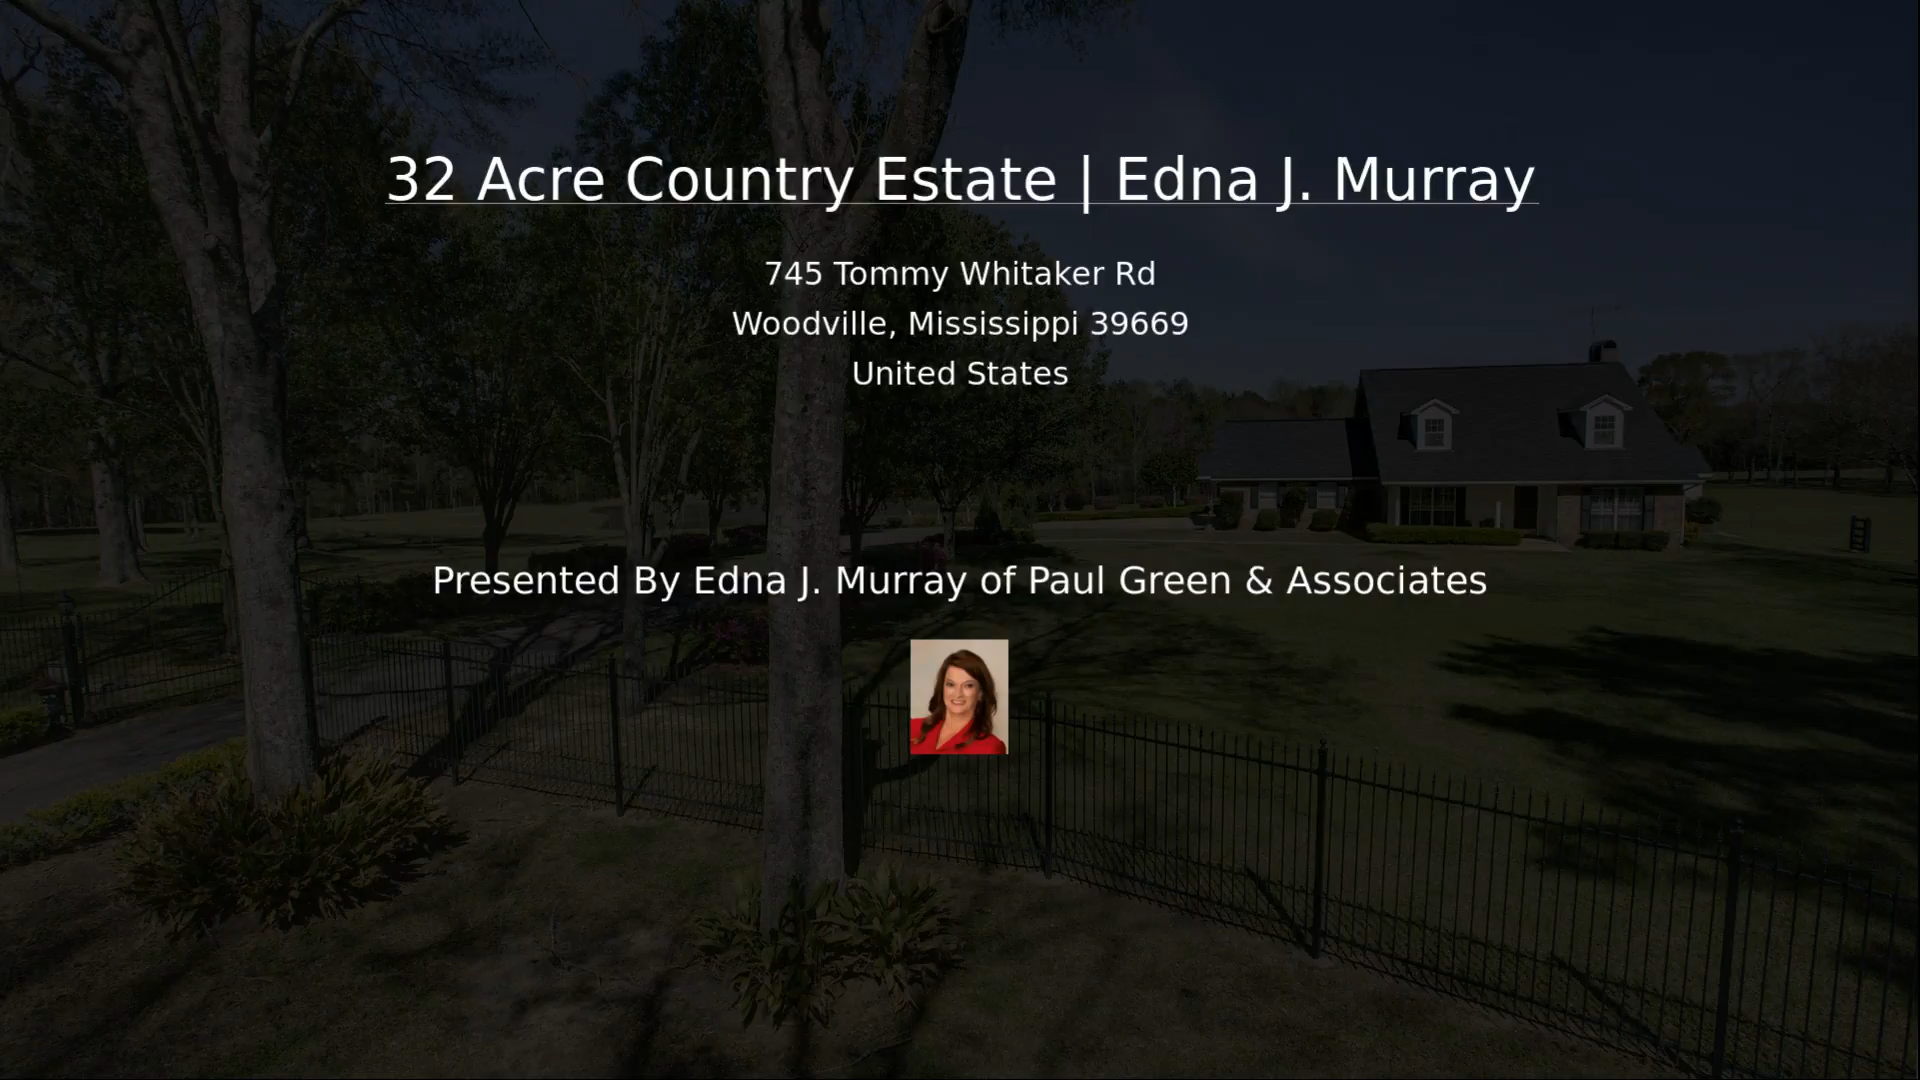 32 Acre Country Estate | Edna J. Murray
745 Tommy Whitaker Rd
Woodville, Mississippi 39669
United States
Presented By Edna J. Murray of Paul Green & Associates